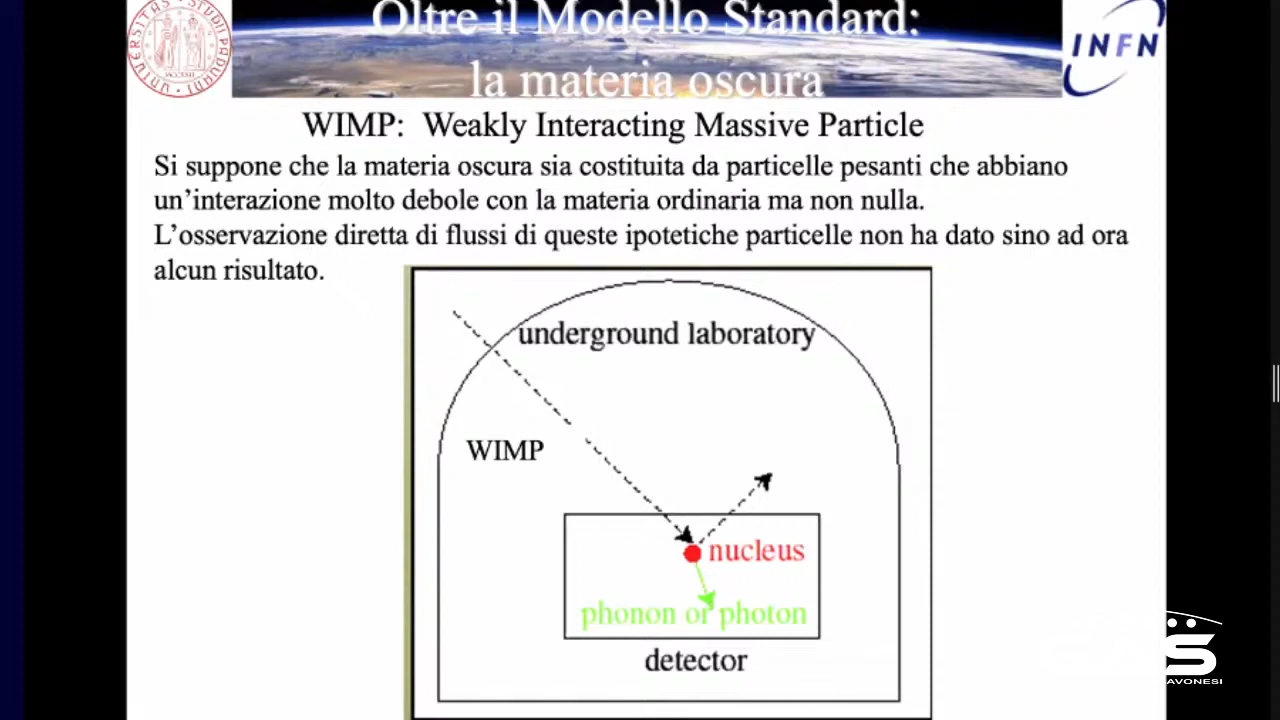 Oltre il Modello Standard:
la materia oscura
INFN
WIMP: Weakly Interacting Massive Particle
Si suppone che la materia oscura sia costituita da particelle pesanti che abbiano
un'interazione molto debole con la materia ordinaria ma non nulla.
L'osservazione diretta di flussi di queste ipotetiche particelle non ha dato sino ad ora
alcun risultato.
underground laboratory
WIMP
nucleus
phonon or photon
detector
AVONESI